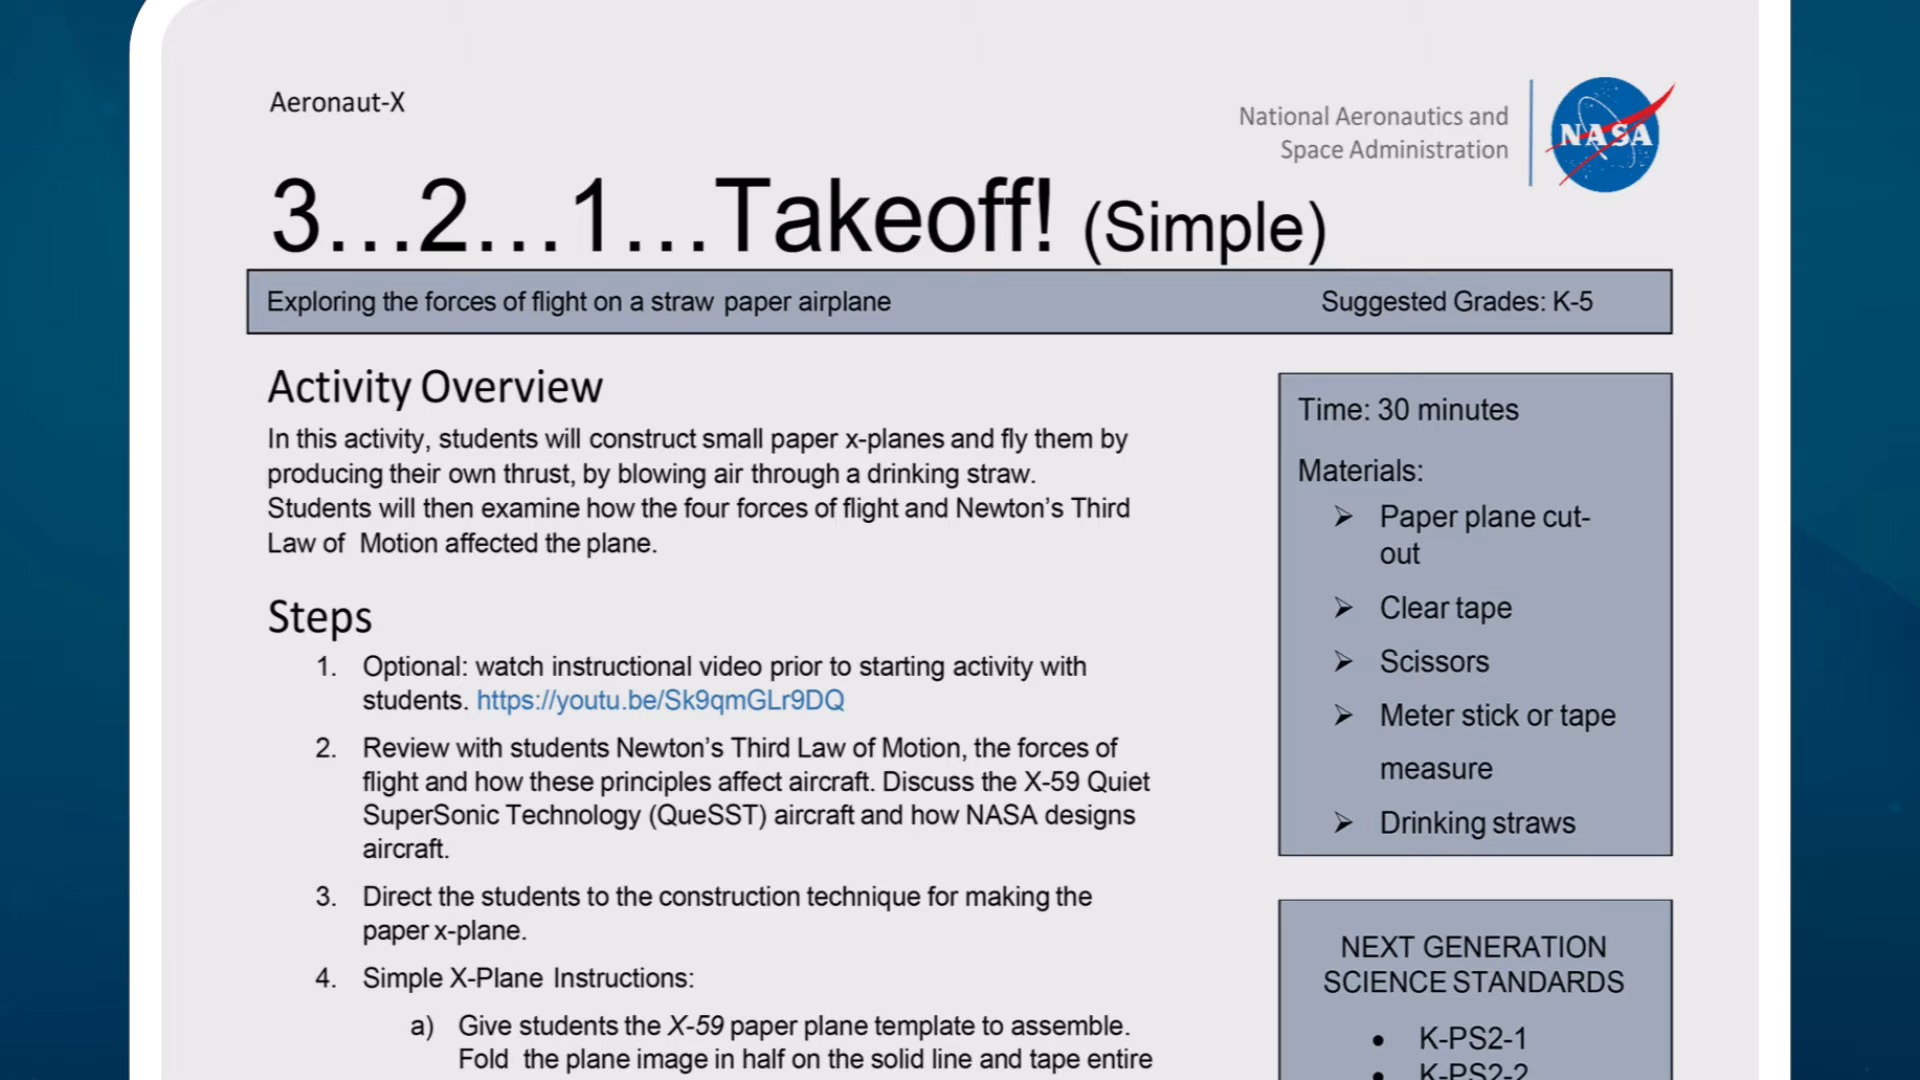 Aeronaut-X
National Aeronautics and
Space Administration
NASA
3...2...1...Takeoff! (Simple)
Exploring the forces of flight on a straw paper airplane
Suggested Grades: K-5
Activity Overview
In this activity, students will construct small paper x-planes and fly them by
producing their own thrust, by blowing air through a drinking straw.
Students will then examine how the four forces of flight and Newton’s Third
Law of Motion affected the plane.
Steps
1. Optional: watch instructional video prior to starting activity with
students. https://youtu.be/Sk9qmGLr9DQ
2. Review with students Newton’s Third Law of Motion, the forces of
flight and how these principles affect aircraft. Discuss the X-59 Quiet
SuperSonic Technology (QueSST) aircraft and how NASA designs
aircraft.
3. Direct the students to the construction technique for making the
paper x-plane.
4. Simple X-Plane Instructions:
a) Give students the X-59 paper plane template to assemble.
Fold the plane image in half on the solid line and tape entire
Time: 30 minutes
Materials:
➢ Paper plane cut-
out
➢ Clear tape
➢ Scissors
➢ Meter stick or tape
measure
➢ Drinking straws
NEXT GENERATION
SCIENCE STANDARDS
• K-PS2-1
• K-PS2-2